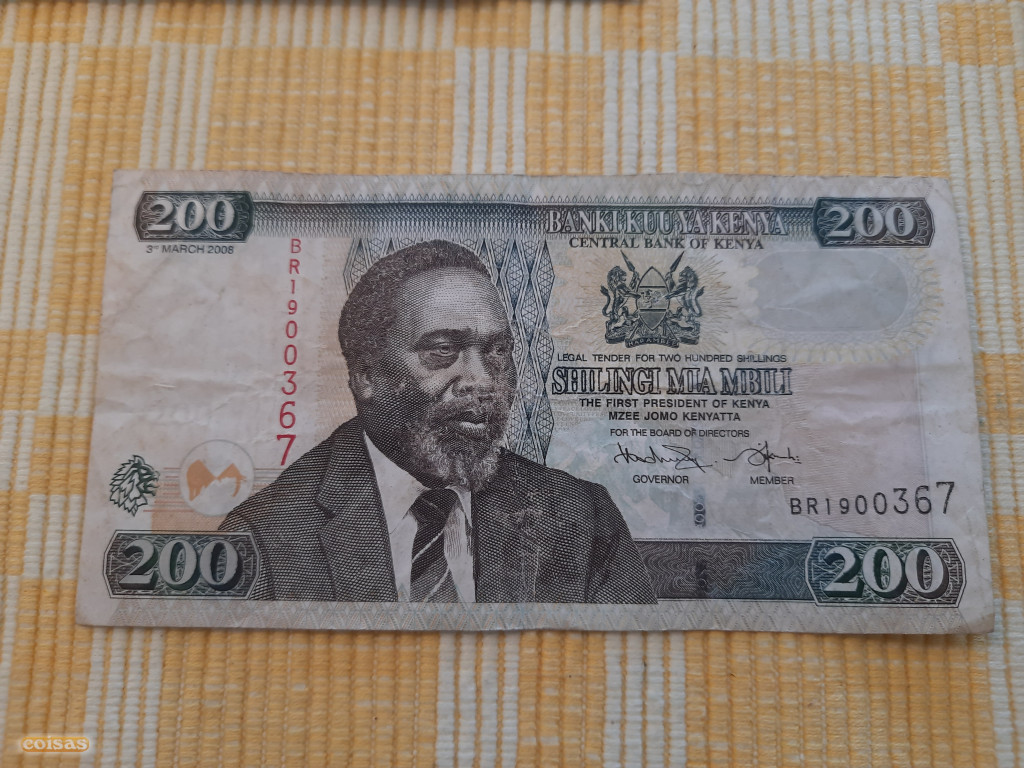 200
BANKI KUU YA KENYA
200
3RD MARCH 2008
CENTRAL BANK OF KENYA
BR1900367
HARAMBEE
LEGAL TENDER FOR TWO HUNDRED SHILLINGS
SHILINGI MIA MBILI
THE FIRST PRESIDENT OF KENYA
MZEE JOMO KENYATTA
FOR THE BOARD OF DIRECTORS
GOVERNOR
MEMBER
BR1900367
200
200
coisas